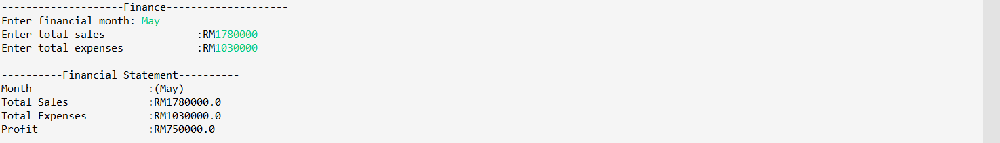 --------------------Finance--------------------
Enter financial month: May
Enter total sales               :RM1780000
Enter total expenses            :RM1030000
----------Financial Statement----------
Month                   :(May)
Total Sales             :RM1780000.0
Total Expenses          :RM1030000.0
Profit                  :RM750000.0